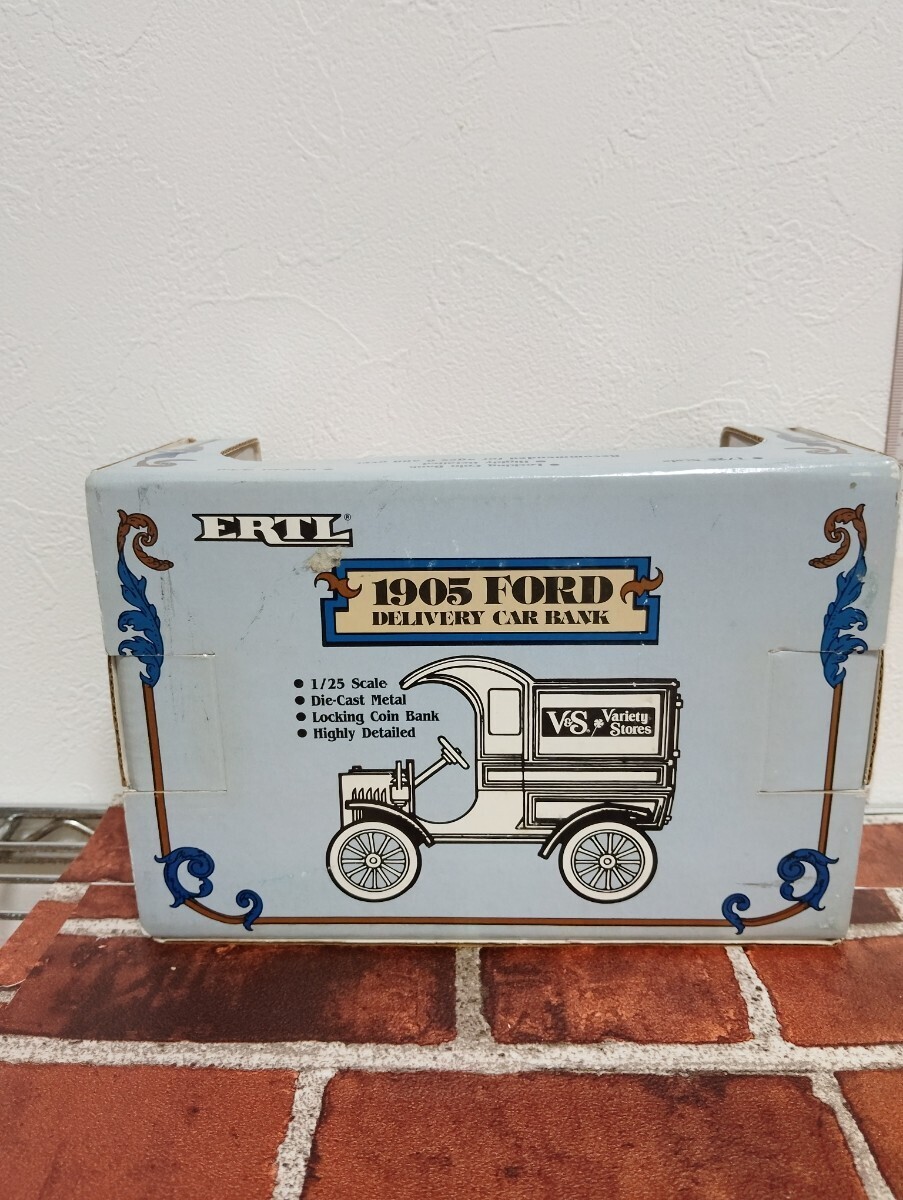 ERTL®
1905 FORD
DELIVERY CAR BANK
● 1/25 Scale
● Die-Cast Metal
● Locking Coin Bank
● Highly Detailed
V&S® Variety
Stores